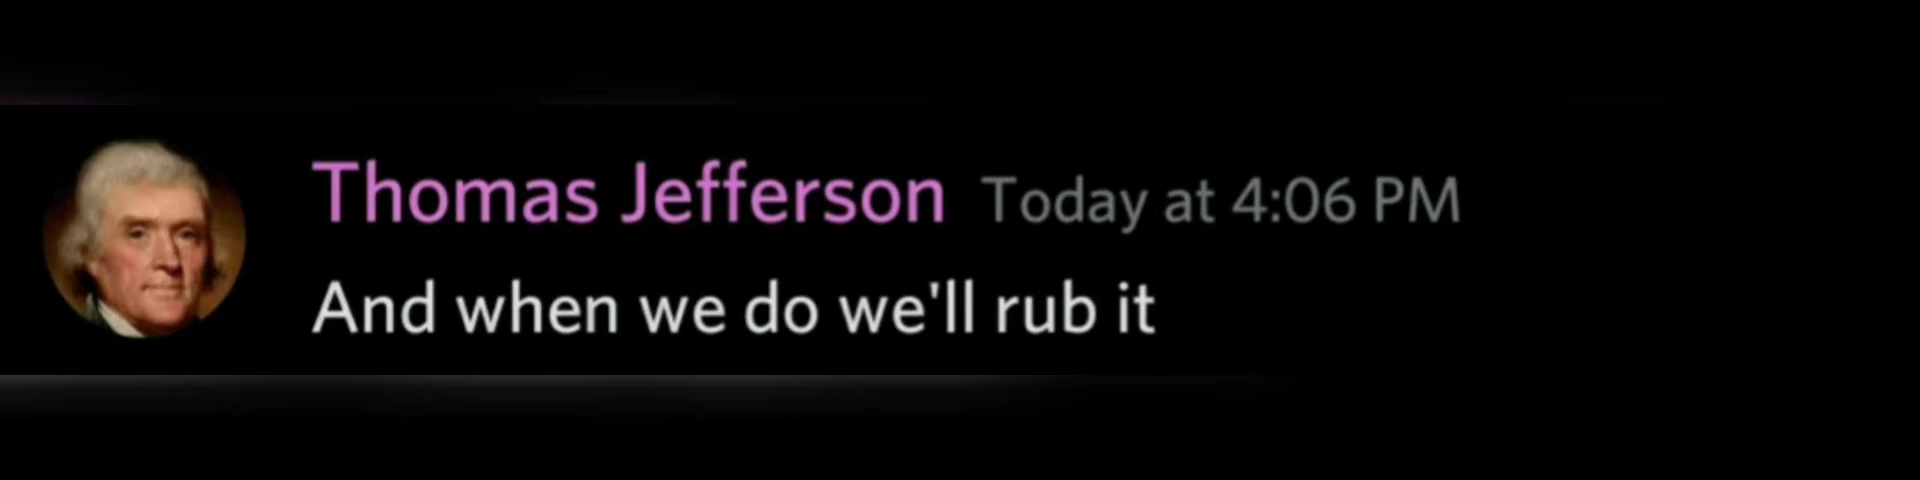 Thomas Jefferson Today at 4:06 PM
And when we do we'll rub it